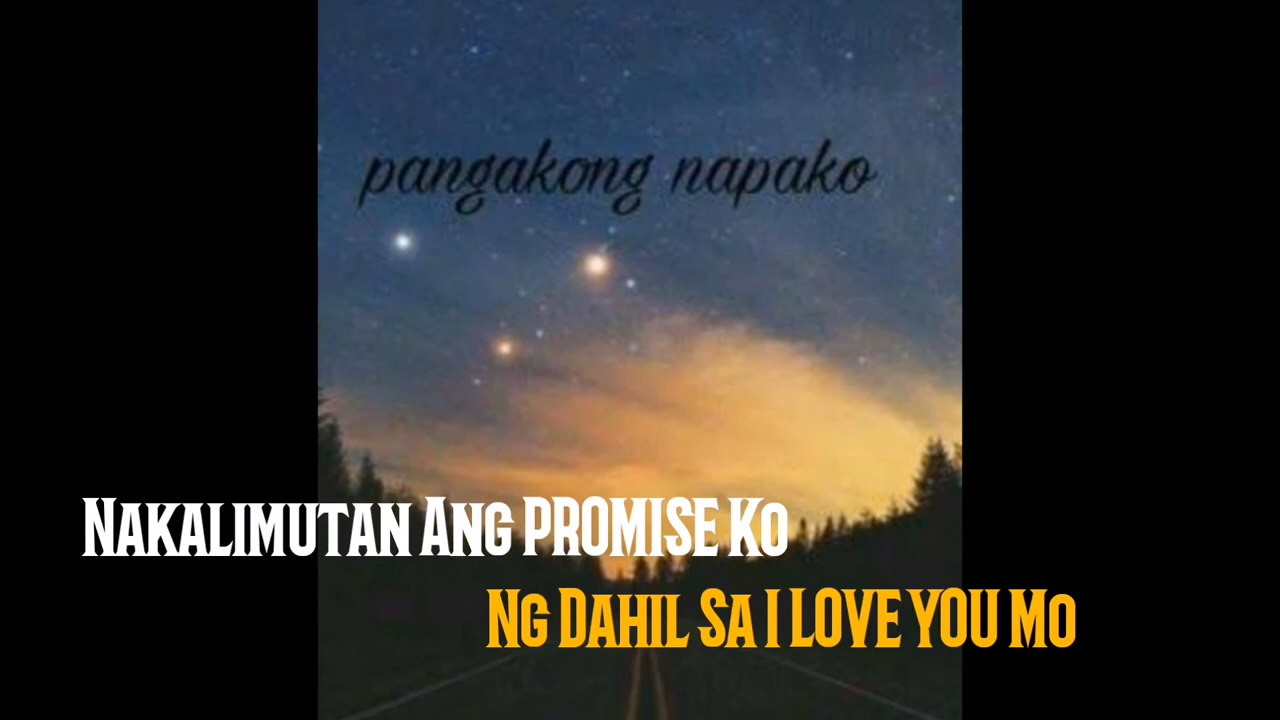 pangakong napako
NAKALIMUTAN ANG PROMISE KO
NG DAHIL SA I LOVE YOU MO